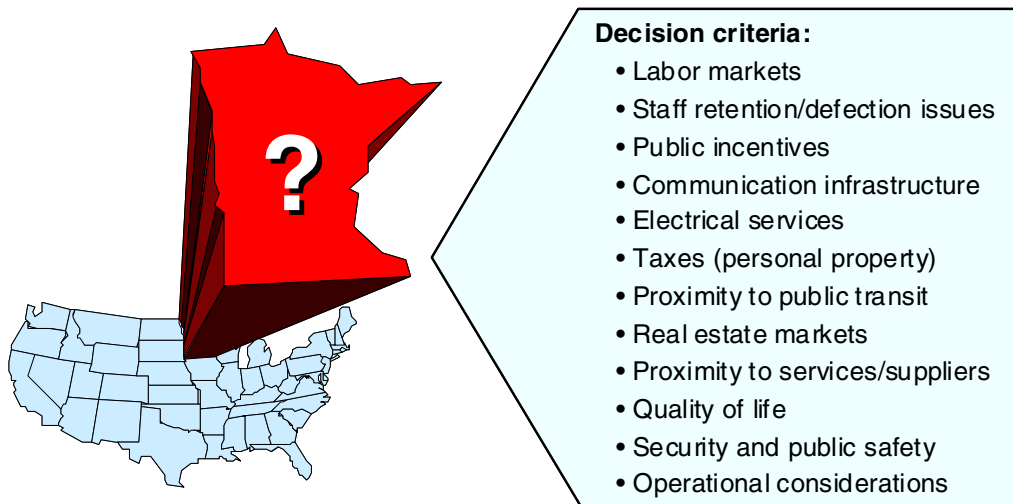 ?
Decision criteria:
• Labor markets
• Staff retention/defection issues
• Public incentives
• Communication infrastructure
• Electrical services
• Taxes (personal property)
• Proximity to public transit
• Real estate markets
• Proximity to services/suppliers
• Quality of life
• Security and public safety
• Operational considerations